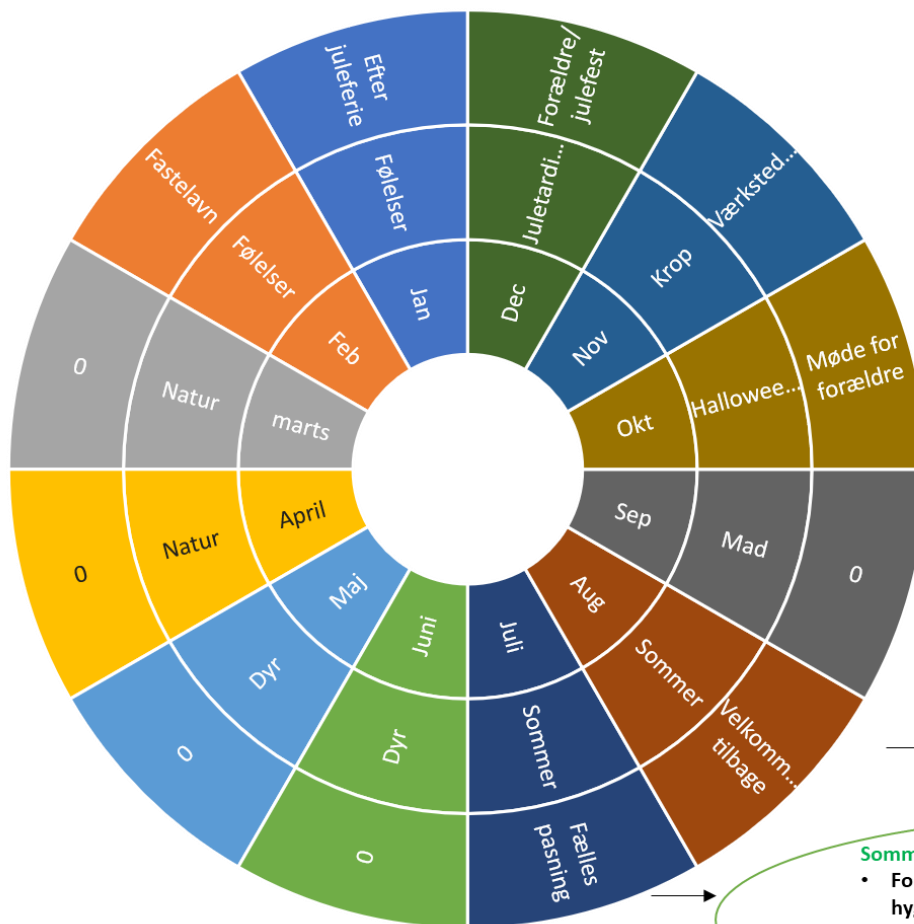 Efter
juleferie
Følelser
Jan
Forældre/
julefest
Juletardi...
Dec
Værksted...
Krop
Nov
Møde for
forældre
Hallowee...
Okt
0
Mad
Sep
Velkomm...
tilbage
Sommer
Aug
Fælles
pasning
Sommer
Juli
0
Dyr
Juni
0
Dyr
Maj
0
Natur
April
0
Natur
marts
Fastelavn
Følelser
Feb
Somm
• Fo
hy